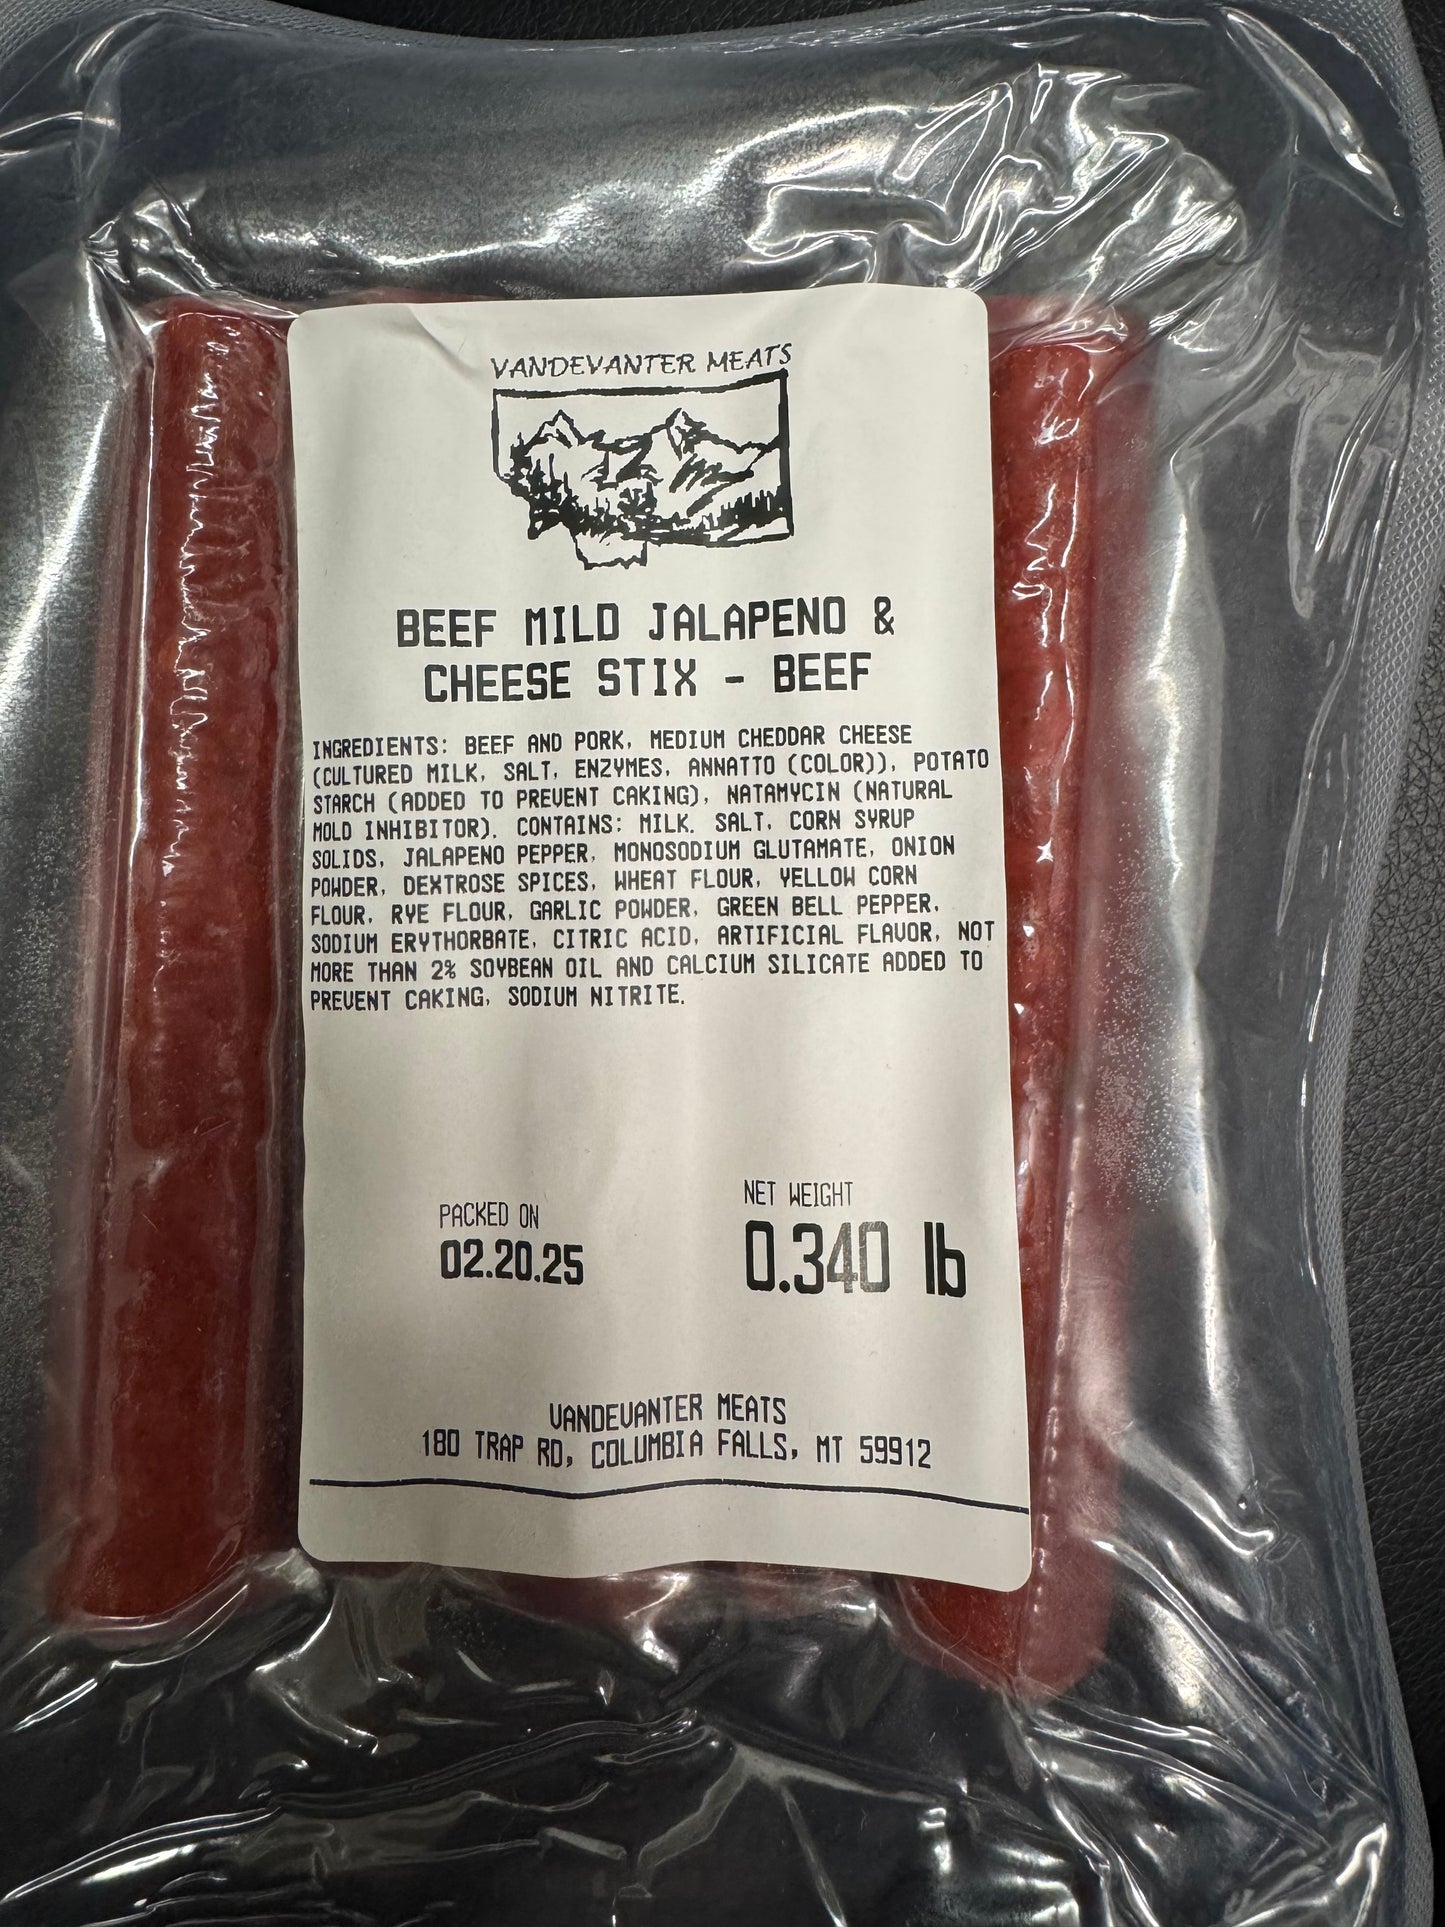 VANDEVANTER MEATS
BEEF MILD JALAPENO &
CHEESE STIX - BEEF
INGREDIENTS: BEEF AND PORK, MEDIUM CHEDDAR CHEESE
(CULTURED MILK, SALT, ENZYMES, ANNATTO (COLOR)), POTATO
STARCH (ADDED TO PREVENT CAKING), NATAMYCIN (NATURAL
MOLD INHIBITOR). CONTAINS: MILK. SALT, CORN SYRUP
SOLIDS, JALAPENO PEPPER, MONOSODIUM GLUTAMATE, ONION
POWDER, DEXTROSE SPICES, WHEAT FLOUR, YELLOW CORN
FLOUR, RYE FLOUR, GARLIC POWDER, GREEN BELL PEPPER,
SODIUM ERYTHORBATE, CITRIC ACID, ARTIFICIAL FLAVOR, NOT
MORE THAN 2% SOYBEAN OIL AND CALCIUM SILICATE ADDED TO
PREVENT CAKING, SODIUM NITRITE.
PACKED ON
02.20.25
NET WEIGHT
0.340 lb
VANDEVANTER MEATS
180 TRAP RD, COLUMBIA FALLS, MT 59912